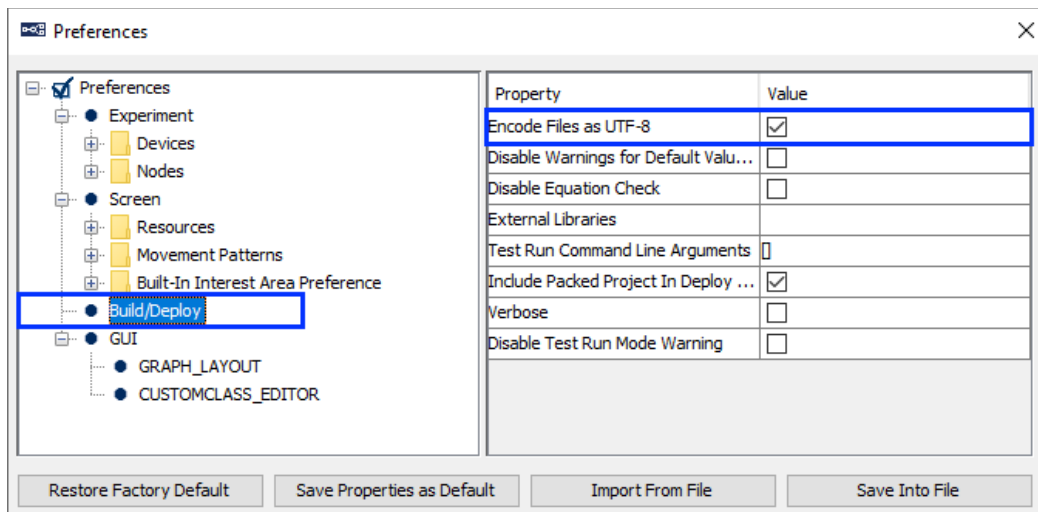 Preferences
Preferences
Experiment
Devices
Nodes
Screen
Resources
Movement Patterns
Built-In Interest Area Preference
Build/Deploy
GUI
GRAPH_LAYOUT
CUSTOMCLASS_EDITOR
Property Value
Encode Files as UTF-8
Disable Warnings for Default Valu...
Disable Equation Check
External Libraries
Test Run Command Line Arguments []
Include Packed Project In Deploy ...
Verbose
Disable Test Run Mode Warning
Restore Factory Default Save Properties as Default Import From File Save Into File